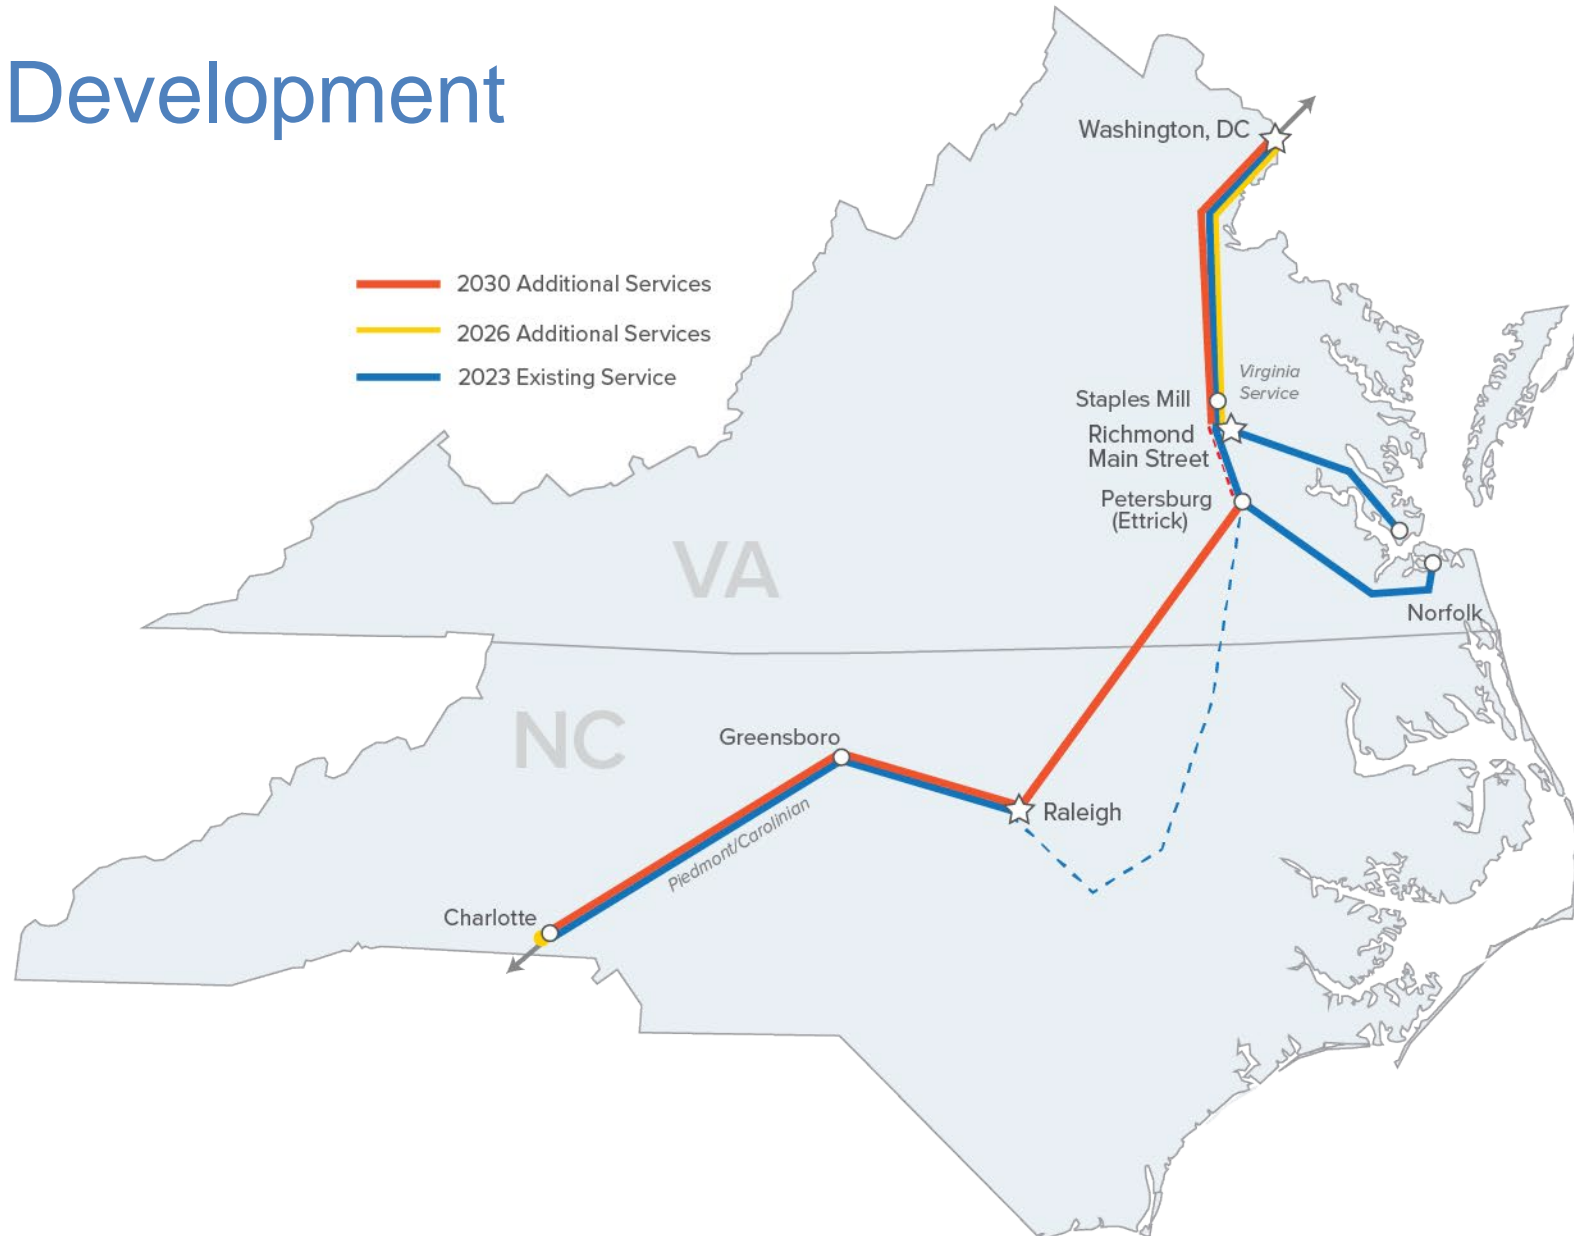 Development
Washington, DC
2030 Additional Services
2026 Additional Services
2023 Existing Service
Virginia
Service
Staples Mill
Richmond
Main Street
Petersburg
(Ettrick)
VA
Norfolk
NC
Greensboro
Raleigh
Piedmont/Carolinian
Charlotte